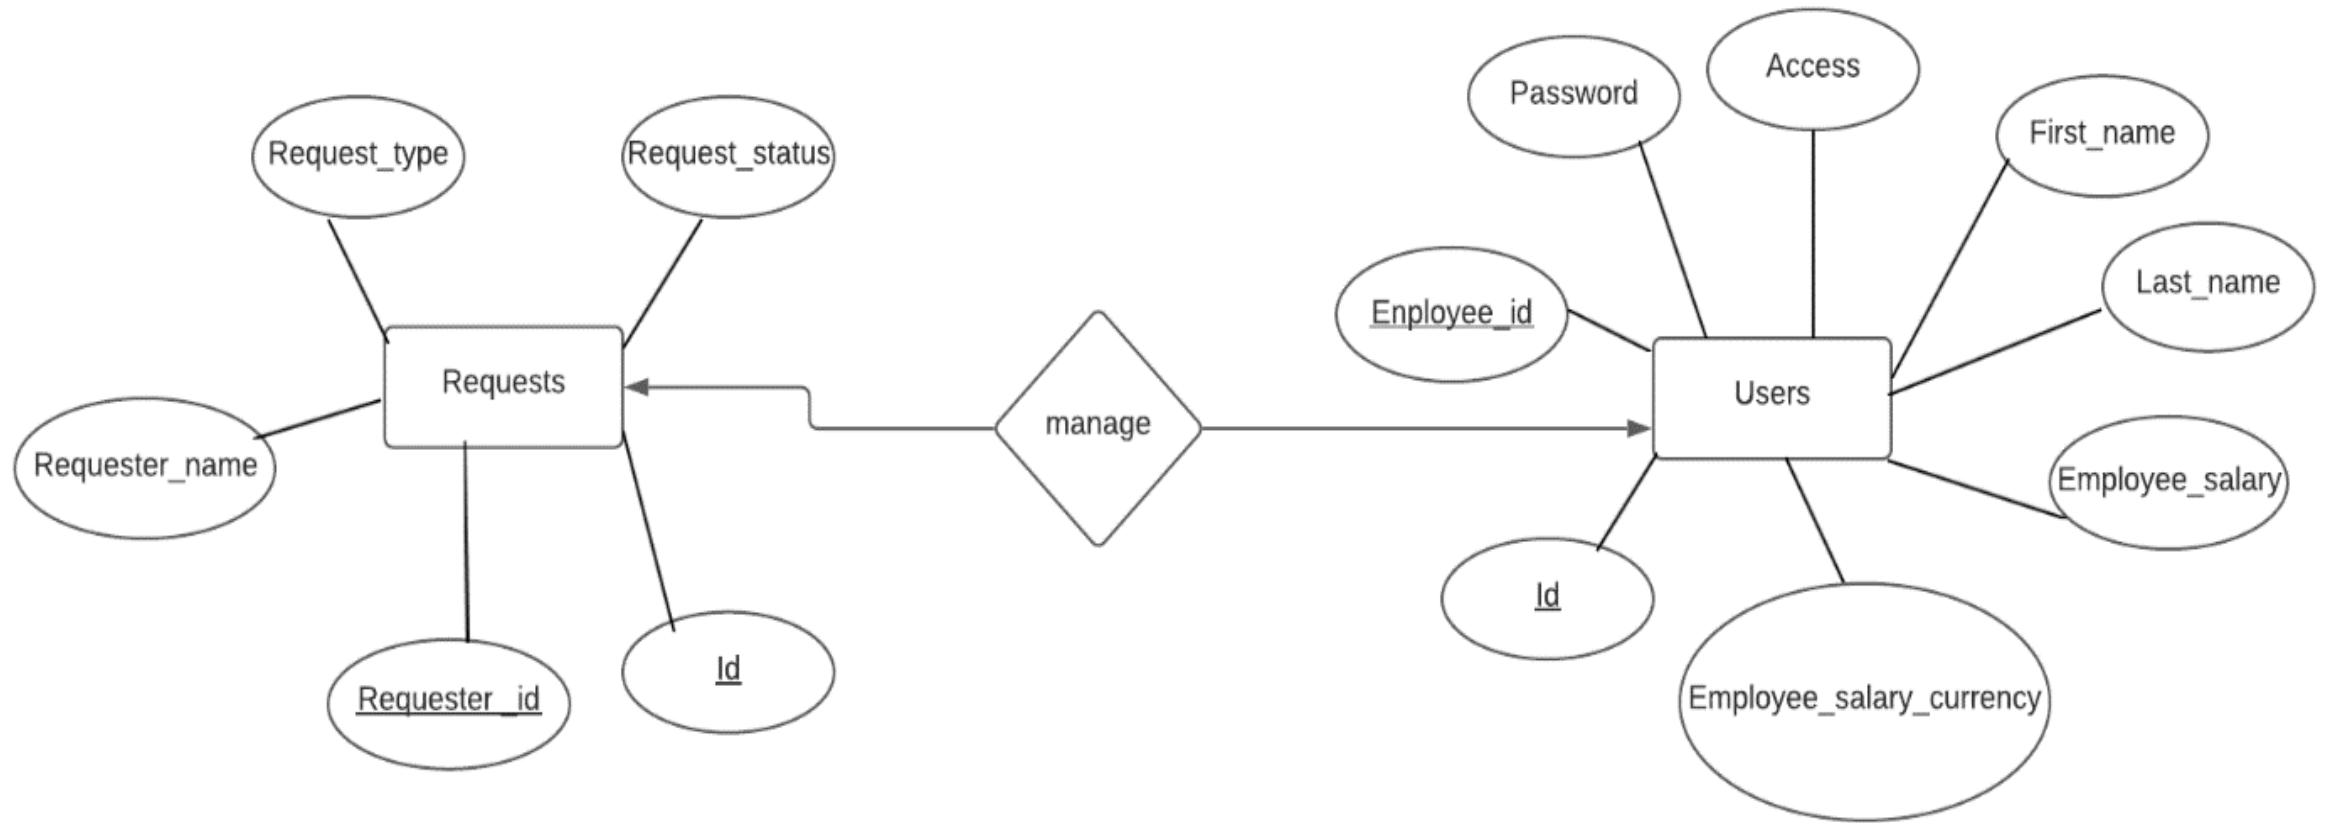 Access
Password
First_name
Request_type
Request_status
Last_name
Enployee_id
Requests
Users
manage
Requester_name
Employee_salary
Id
Id
Requester _id
Employee_salary_currency